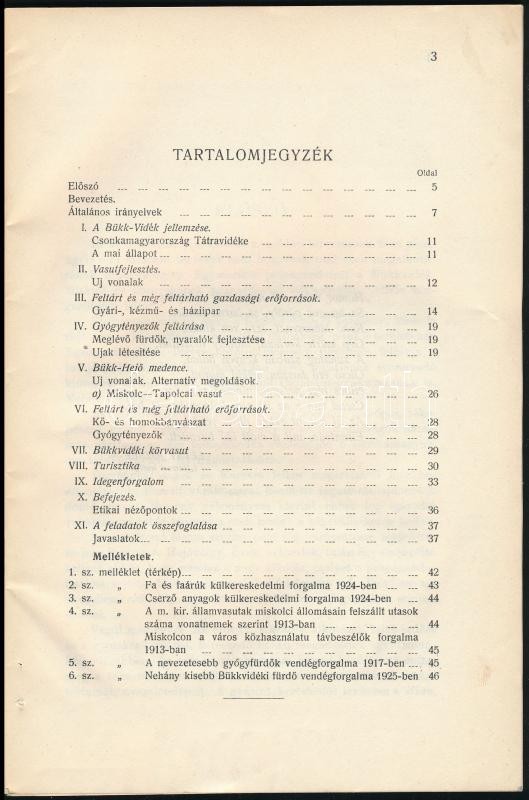 3
TARTALOMJEGYZÉK
Oldal
Előszó --- --- --- --- --- --- --- --- --- --- --- --- 5
Bevezetés.
Általános irányelvek --- --- --- --- --- --- --- --- --- --- 7
I. A Bükk-Vidék jellemzése.
Csonkamagyarország Tátravidéke --- --- --- --- --- --- 11
A mai állapot --- --- --- --- --- --- --- --- --- --- 11
II. Vasutfejlesztés.
Uj vonalak --- --- --- --- --- --- --- --- --- --- 12
III. Feltárt és még feltárható gazdasági erőforrások.
Gyári-, kézmű- és háziipar --- --- --- --- --- --- --- 14
IV. Gyógytényezők feltárása --- --- --- --- --- --- --- 19
Meglévő fürdők, nyaralók fejlesztése --- --- --- --- --- 19
Ujak létesitése --- --- --- --- --- --- --- --- --- 19
V. Bükk-Hejő medence.
Uj vonalak. Alternativ megoldások.
a) Miskolc—Tapolcai vasut --- --- --- --- --- --- --- 26
VI. Feltárt és még feltárható erőforrások.
Kő- és homokbányászat --- --- --- --- --- --- --- 28
Gyógytényezők --- --- --- --- --- --- --- --- --- 28
VII. Bükkvidéki körvasut --- --- --- --- --- --- --- --- 29
VIII. Turisztika --- --- --- --- --- --- --- --- --- --- 30
IX. Idegenforgalom --- --- --- --- --- --- --- --- --- 33
X. Befejezés.
Etikai nézőpontok --- --- --- --- --- --- --- --- --- 36
XI. A feladatok összefoglalása --- --- --- --- --- --- --- 37
Javaslatok --- --- --- --- --- --- --- --- --- --- 37
Mellékletek.
1. sz. melléklet (térkép) --- --- --- --- --- --- --- --- 42
2. sz. „ Fa és faárúk külkereskedelmi forgalma 1924-ben --- 43
3. sz. „ Cserző anyagok külkereskedelmi forgalma 1924-ben --- 44
4. sz. „ A m. kir. államvasutak miskolci állomásain felszállt utasok
száma vonatnemek szerint 1913-ban --- --- --- --- 44
Miskolcon a város közhasználatu távbeszélők forgalma
1913-ban --- --- --- --- --- --- --- --- --- 45
5. sz. „ A nevezetesebb gyógyfürdők vendégforgalma 1917-ben --- 45
6. sz. „ Nehány kisebb Bükkvidéki fürdő vendégforgalma 1925-ben 46